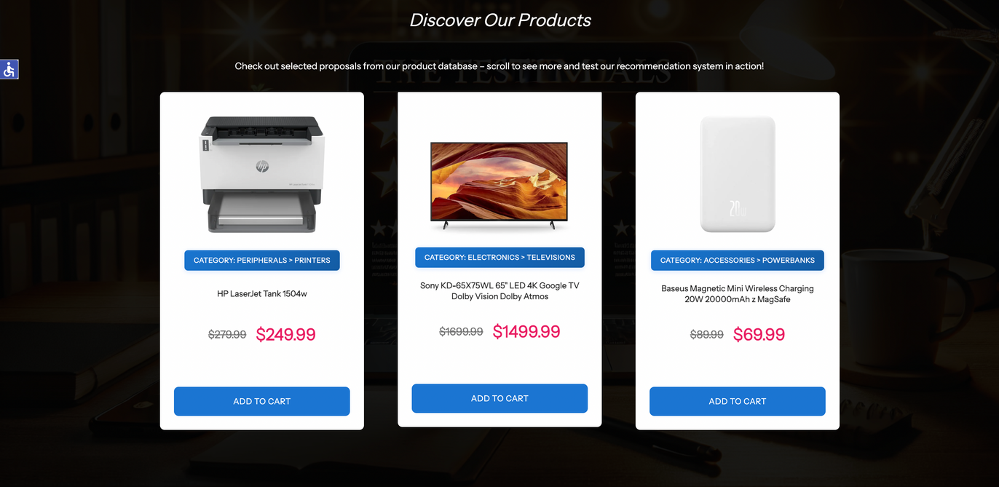 Discover Our Products
THE TESTIMONIALS
Check out selected proposals from our product database – scroll to see more and test our recommendation system in action!
hp
20
CATEGORY: PERIPHERALS > PRINTERS
HP LaserJet Tank 1504w
$279.99 $249.99
ADD TO CART
CATEGORY: ELECTRONICS > TELEVISIONS
Sony KD-65X75WL 65" LED 4K Google TV
Dolby Vision Dolby Atmos
$1699.99 $1499.99
ADD TO CART
CATEGORY: ACCESSORIES > POWERBANKS
Baseus Magnetic Mini Wireless Charging
20W 20000mAh z MagSafe
$89.99 $69.99
ADD TO CART